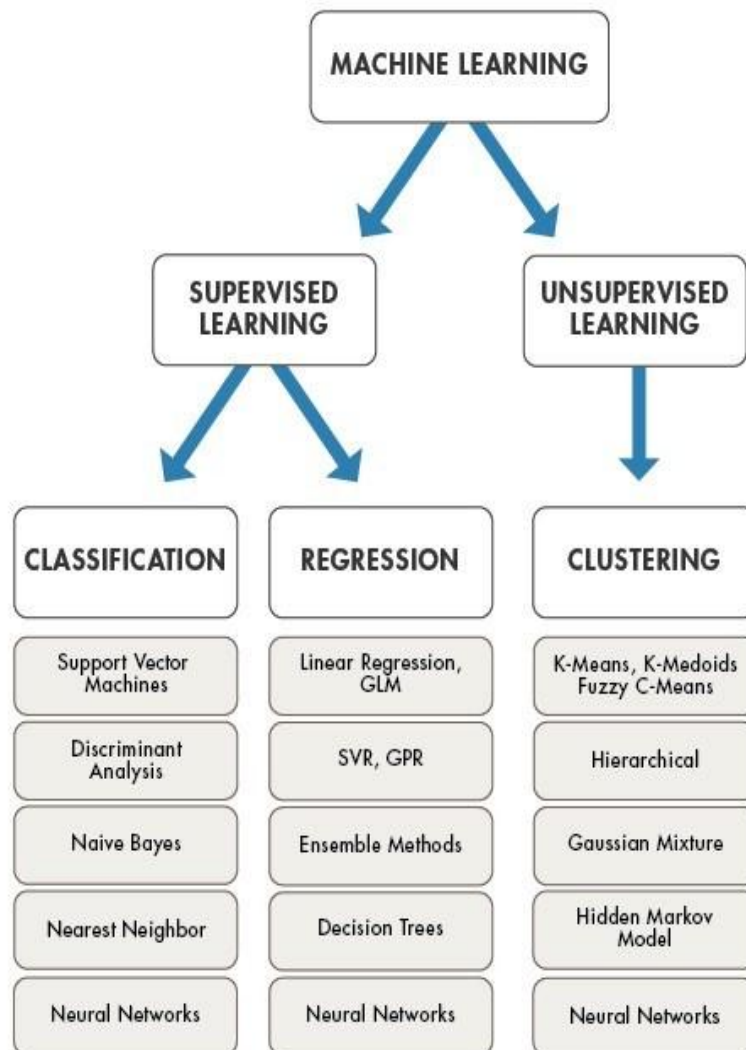 MACHINE LEARNING
SUPERVISED
LEARNING
UNSUPERVISED
LEARNING
CLASSIFICATION
Support Vector
Machines
Discriminant
Analysis
Naive Bayes
Nearest Neighbor
Neural Networks
REGRESSION
Linear Regression,
GLM
SVR, GPR
Ensemble Methods
Decision Trees
Neural Networks
CLUSTERING
K-Means, K-Medoids
Fuzzy C-Means
Hierarchical
Gaussian Mixture
Hidden Markov
Model
Neural Networks